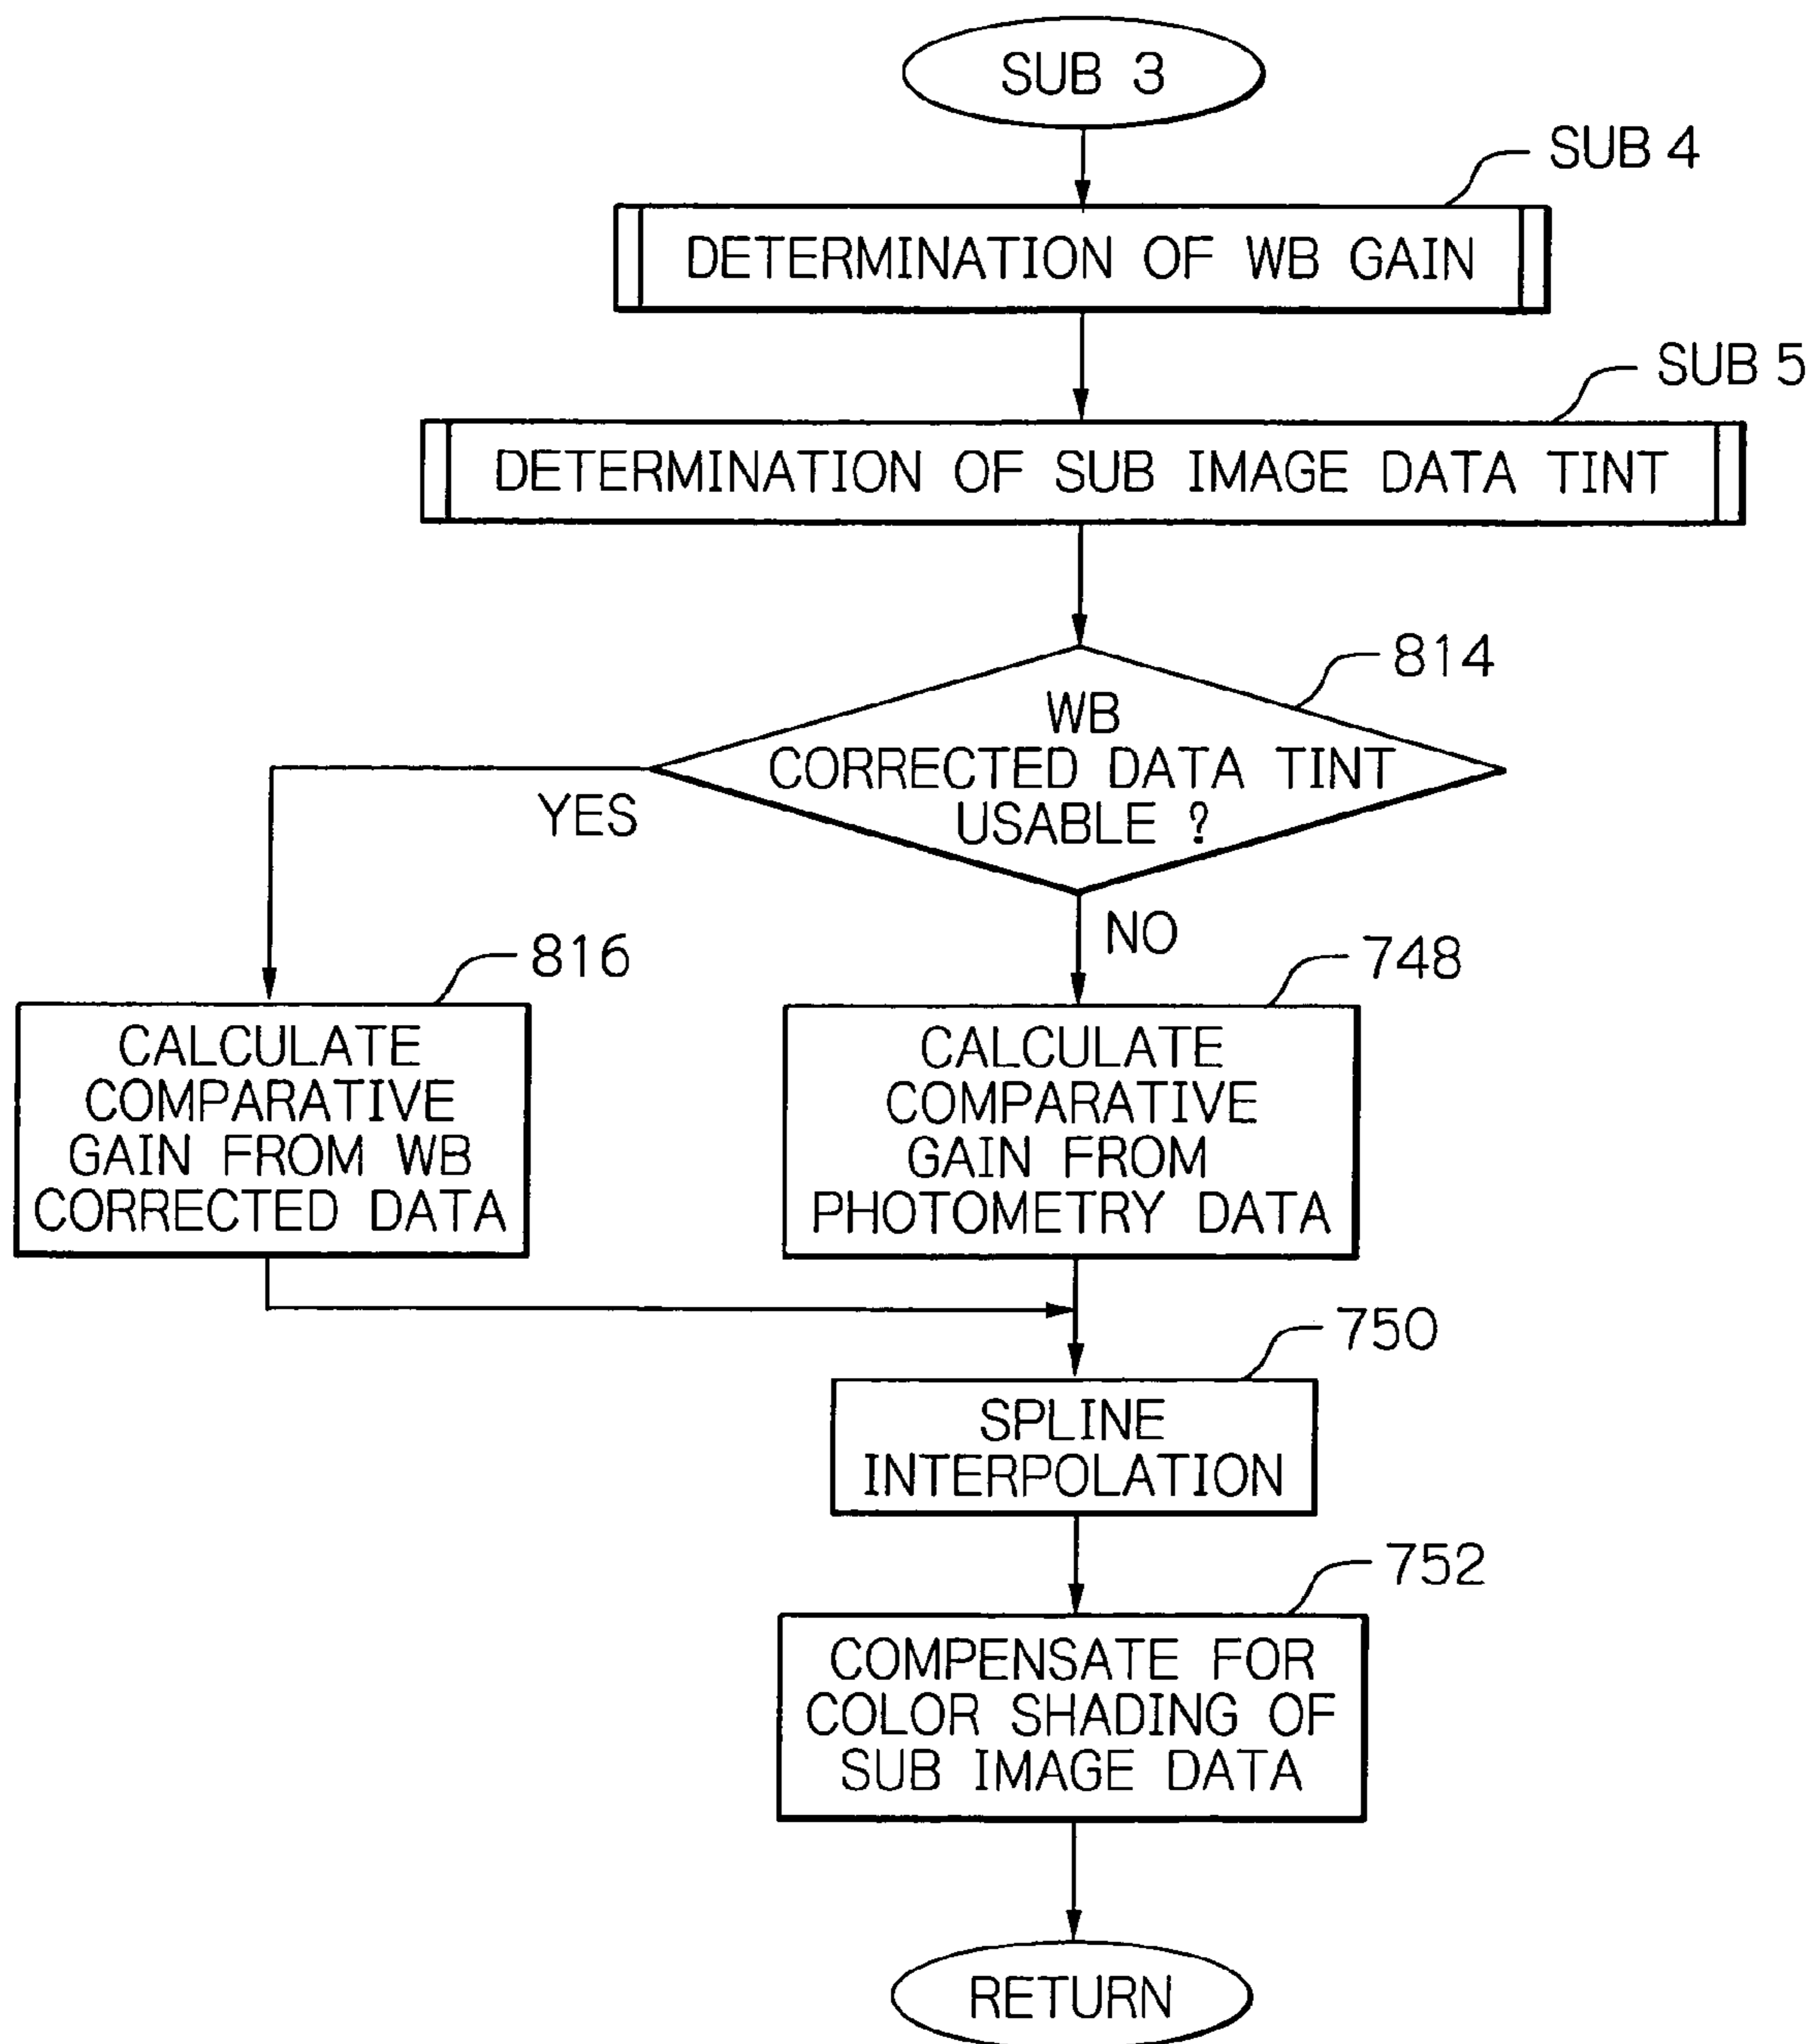 SUB 3
SUB 4
DETERMINATION OF WB GAIN
SUB 5
DETERMINATION OF SUB IMAGE DATA TINT
814
WB
CORRECTED DATA TINT
USABLE ?
YES
NO
816
CALCULATE
COMPARATIVE
GAIN FROM WB
CORRECTED DATA
748
CALCULATE
COMPARATIVE
GAIN FROM
PHOTOMETRY DATA
750
SPLINE
INTERPOLATION
752
COMPENSATE FOR
COLOR SHADING OF
SUB IMAGE DATA
RETURN